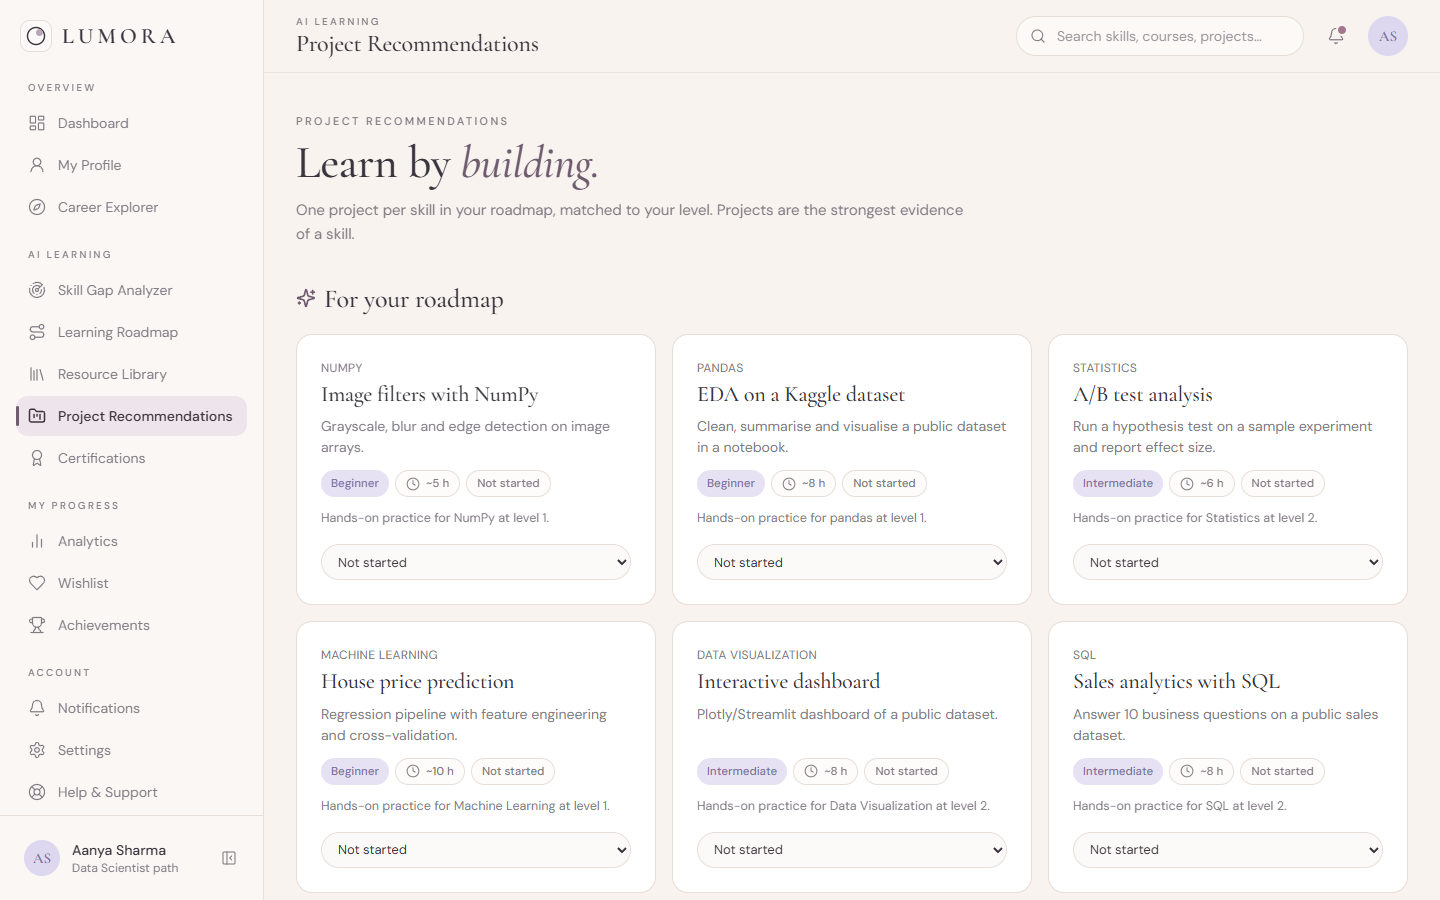 LUMORA
OVERVIEW
Dashboard
My Profile
Career Explorer
AI LEARNING
Skill Gap Analyzer
Learning Roadmap
Resource Library
Project Recommendations
Certifications
MY PROGRESS
Analytics
Wishlist
Achievements
ACCOUNT
Notifications
Settings
Help & Support
AS
Aanya Sharma
Data Scientist path
AI LEARNING
Project Recommendations
Search skills, courses, projects...
AS
PROJECT RECOMMENDATIONS
Learn by building.
One project per skill in your roadmap, matched to your level. Projects are the strongest evidence
of a skill.
For your roadmap
NUMPY
Image filters with NumPy
Grayscale, blur and edge detection on image
arrays.
Beginner ~5 h Not started
Hands-on practice for NumPy at level 1.
Not started
PANDAS
EDA on a Kaggle dataset
Clean, summarise and visualise a public dataset
in a notebook.
Beginner ~8 h Not started
Hands-on practice for pandas at level 1.
Not started
STATISTICS
A/B test analysis
Run a hypothesis test on a sample experiment
and report effect size.
Intermediate ~6 h Not started
Hands-on practice for Statistics at level 2.
Not started
MACHINE LEARNING
House price prediction
Regression pipeline with feature engineering
and cross-validation.
Beginner ~10 h Not started
Hands-on practice for Machine Learning at level 1.
Not started
DATA VISUALIZATION
Interactive dashboard
Plotly/Streamlit dashboard of a public dataset.
Intermediate ~8 h Not started
Hands-on practice for Data Visualization at level 2.
Not started
SQL
Sales analytics with SQL
Answer 10 business questions on a public sales
dataset.
Intermediate ~8 h Not started
Hands-on practice for SQL at level 2.
Not started